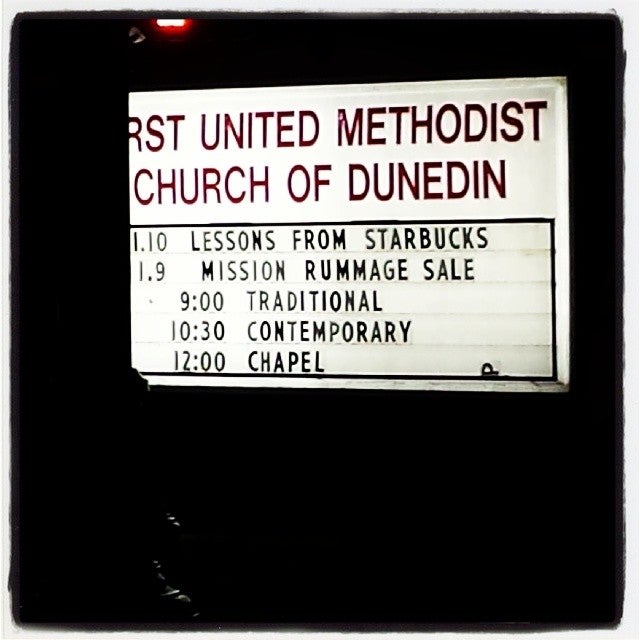 RST UNITED METHODIST
CHURCH OF DUNEDIN
1.10 LESSONS FROM STARBUCKS
1.9 MISSION RUMMAGE SALE
9:00 TRADITIONAL
10:30 CONTEMPORARY
12:00 CHAPEL
P